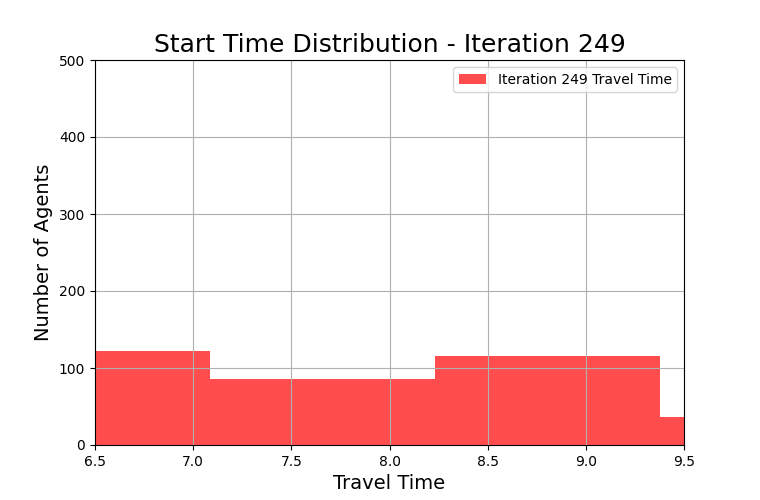 Start Time Distribution - Iteration 249
Iteration 249 Travel Time
Number of Agents
500
400
300
200
100
0
6.5 7.0 7.5 8.0 8.5 9.0 9.5
Travel Time